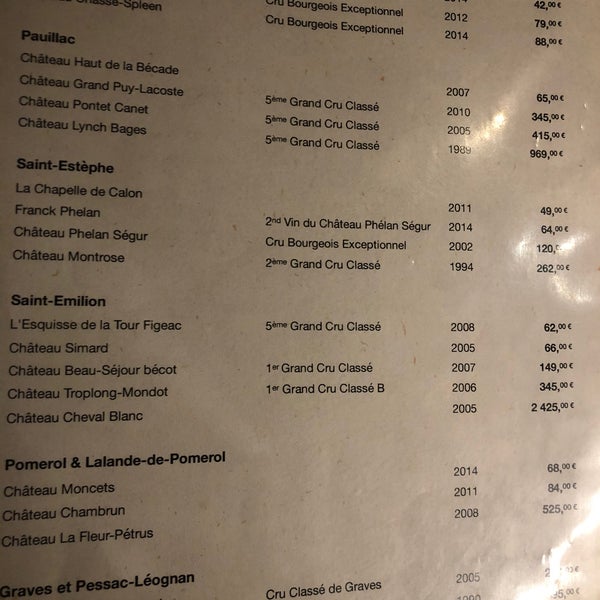 42,00 €
Cru Bourgeois Exceptionnel 2012 79,00 €
Chasse-Spleen Cru Bourgeois Exceptionnel 2014 88,00 €
Pauillac
Château Haut de la Bécade 2007 65,00 €
Château Grand Puy-Lacoste 5ème Grand Cru Classé 2010 345,00 €
Château Pontet Canet 5ème Grand Cru Classé 2005 415,00 €
Château Lynch Bages 5ème Grand Cru Classé 1989 969,00 €
Saint-Estèphe
La Chapelle de Calon 2011 49,00 €
Franck Phelan 2nd Vin du Château Phélan Ségur 2014 64,00 €
Château Phelan Ségur Cru Bourgeois Exceptionnel 2002 120,
Château Montrose 2ème Grand Cru Classé 1994 262,00 €
Saint-Emilion
L'Esquisse de la Tour Figeac 5ème Grand Cru Classé 2008 62,00 €
Château Simard 2005 66,00 €
Château Beau-Séjour bécot 1er Grand Cru Classé 2007 149,00 €
Château Troplong-Mondot 1er Grand Cru Classé B 2006 345,00 €
Château Cheval Blanc 2005 2 425,00 €
Pomerol & Lalande-de-Pomerol
Château Moncets 2014 68,00 €
Château Chambrun 2011 84,00 €
Château La Fleur-Pétrus 2008 525,00 €
Graves et Pessac-Léognan
Cru Classé de Graves 2005